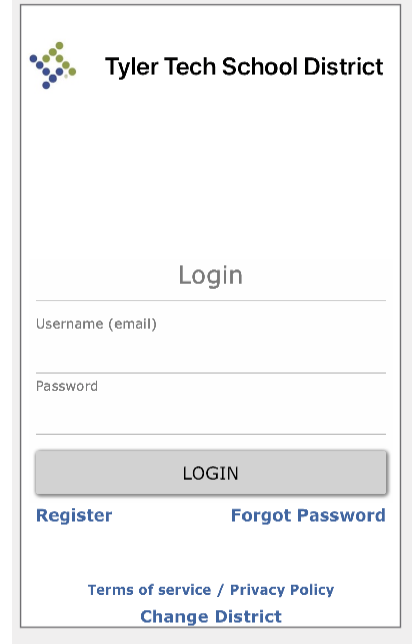 Tyler Tech School District
Login
Username (email)
Password
LOGIN
Register Forgot Password
Terms of service / Privacy Policy
Change District